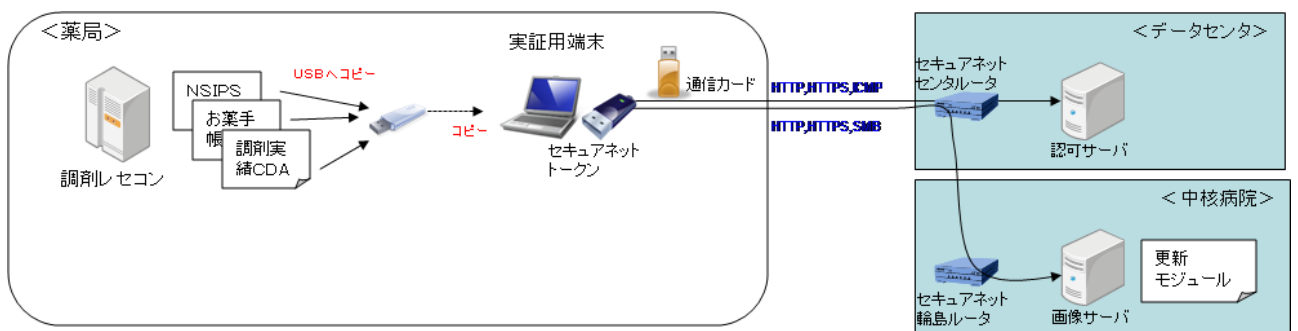 ＜薬局＞
調剤レセコン
NSIPS
お薬手
帳
調剤実
績CDA
USBへコピー
コピー
実証用端末
セキュアネット
トークン
通信カード
HTTP,HTTPS,ICMP
HTTP,HTTPS,SMB
＜データセンタ＞
セキュアネット
センタルータ
認可サーバ
＜中核病院＞
セキュアネット
輪島ルータ
画像サーバ
更新
モジュール